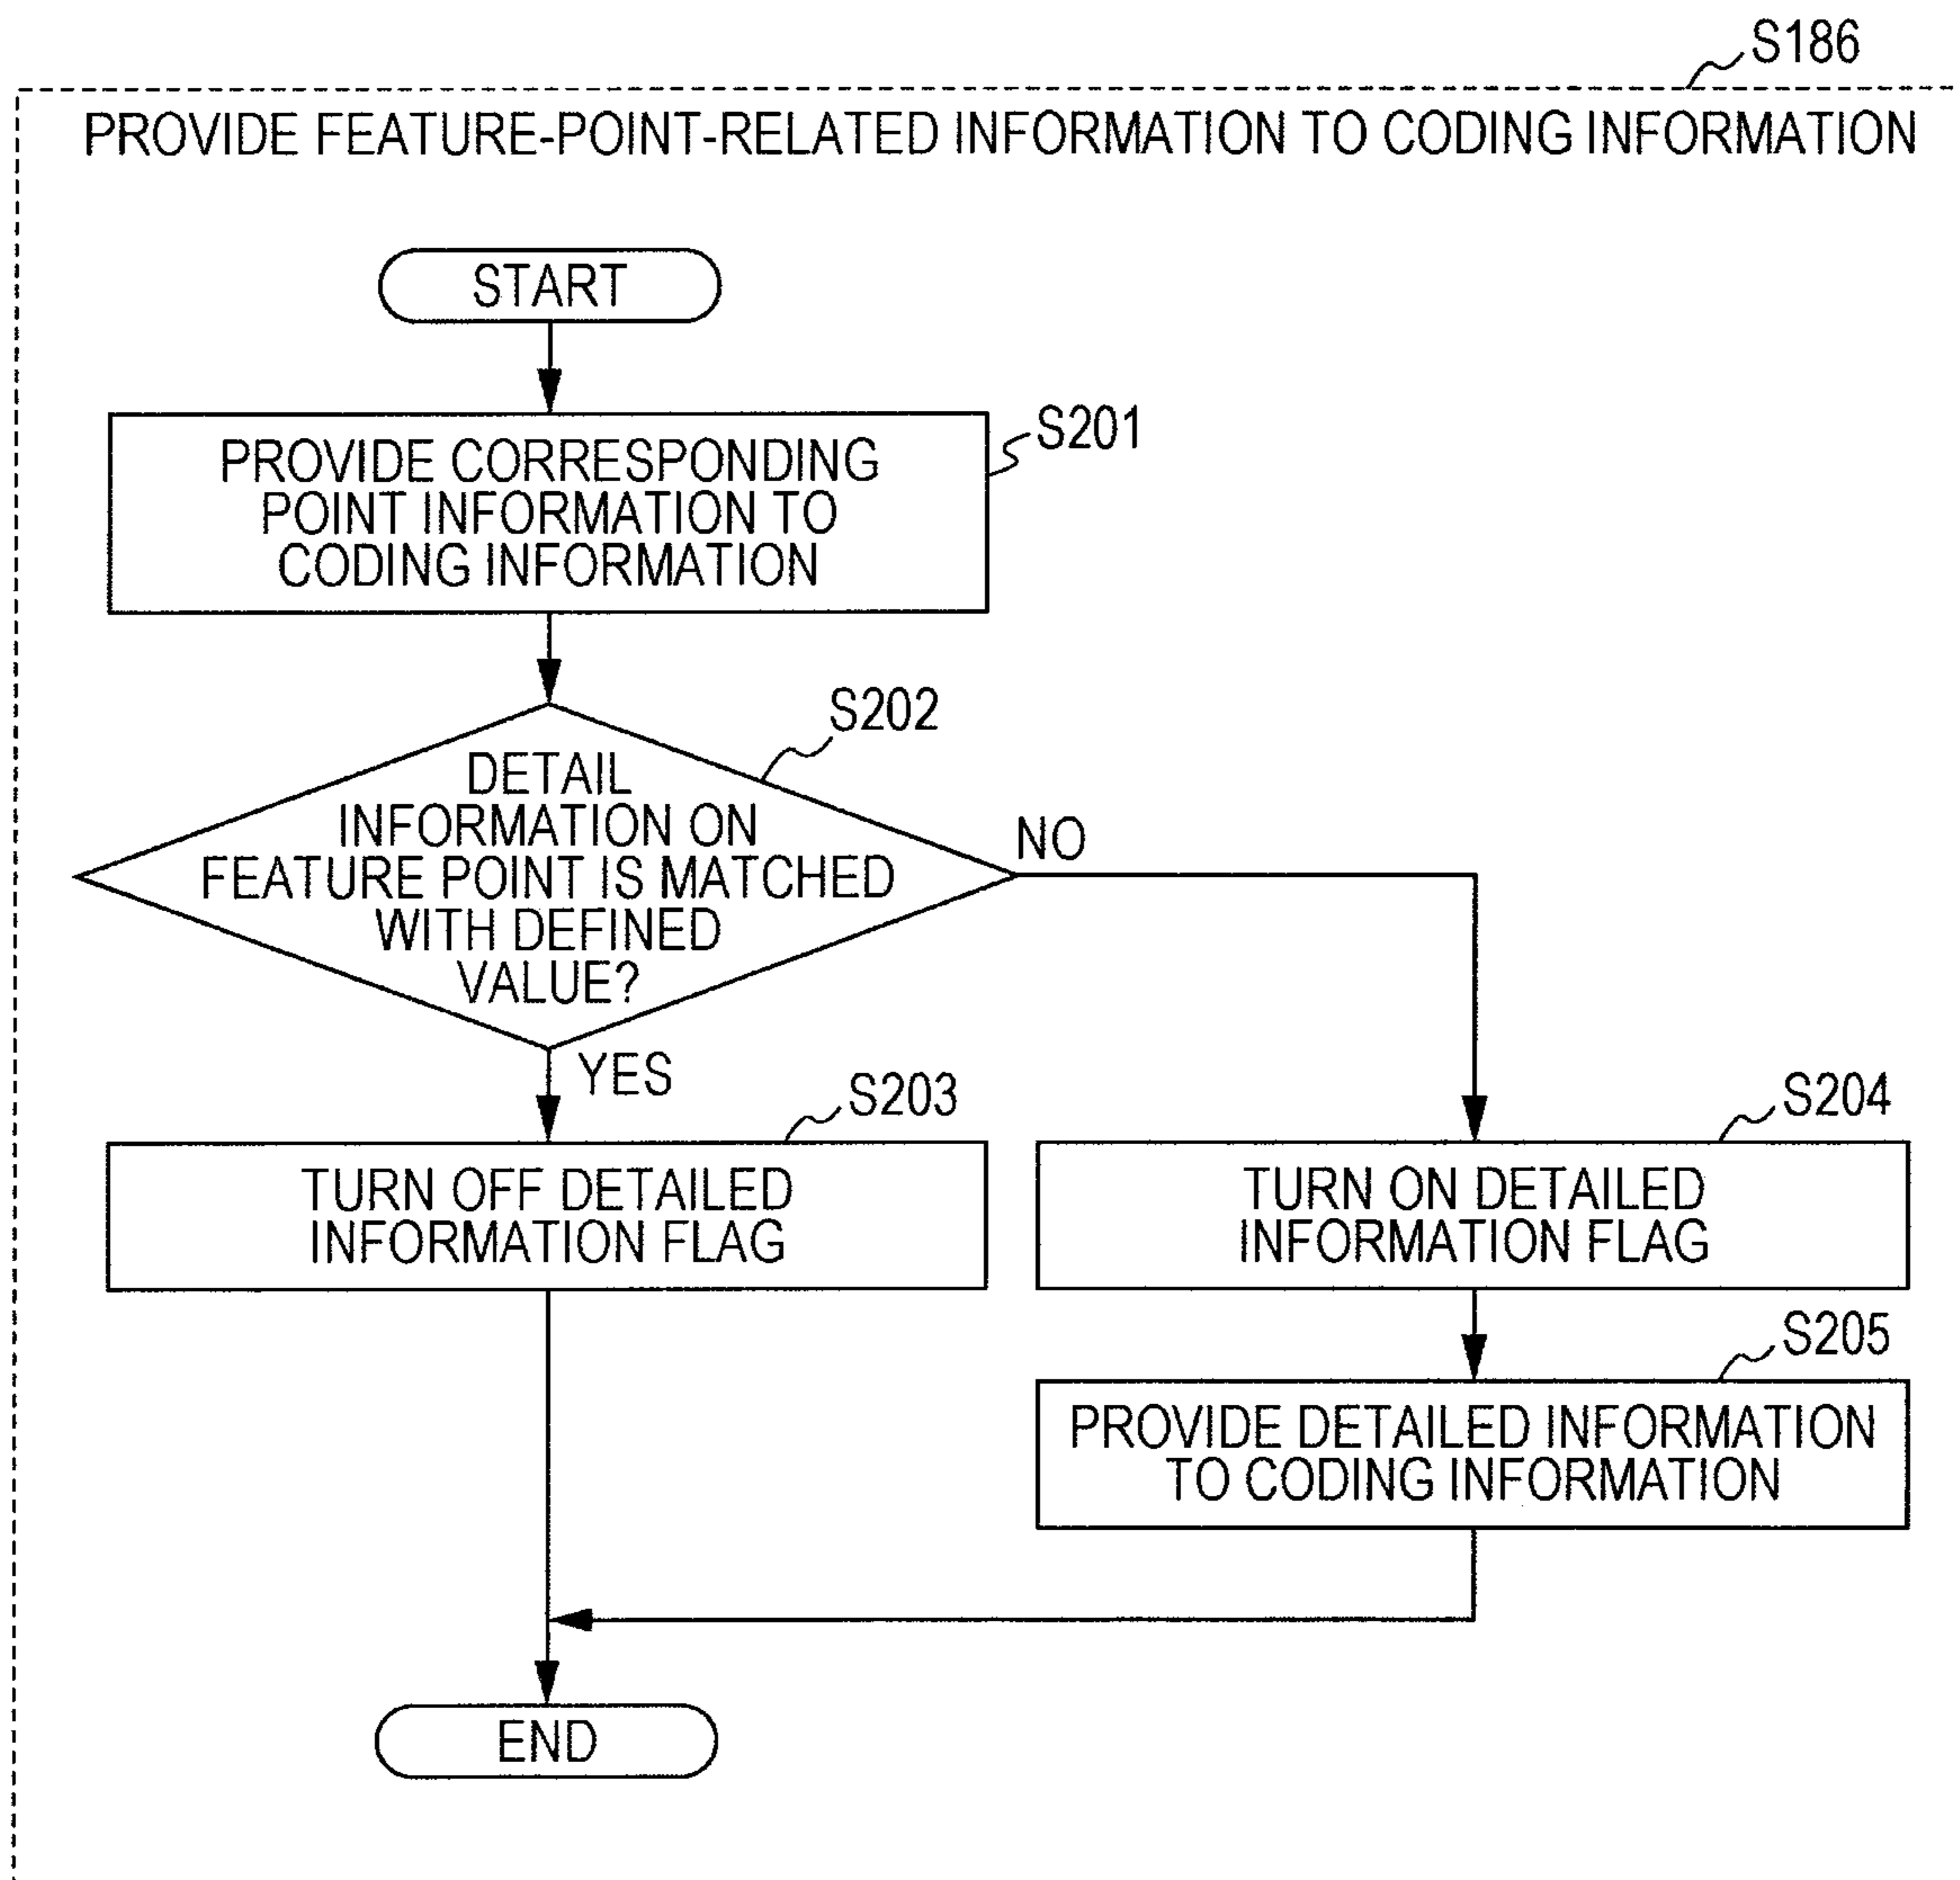 S186
PROVIDE FEATURE-POINT-RELATED INFORMATION TO CODING INFORMATION
START
S201
PROVIDE CORRESPONDING
POINT INFORMATION TO
CODING INFORMATION
S202
DETAIL
INFORMATION ON
FEATURE POINT IS MATCHED
WITH DEFINED
VALUE?
NO
YES
S203
TURN OFF DETAILED
INFORMATION FLAG
S204
TURN ON DETAILED
INFORMATION FLAG
S205
PROVIDE DETAILED INFORMATION
TO CODING INFORMATION
END